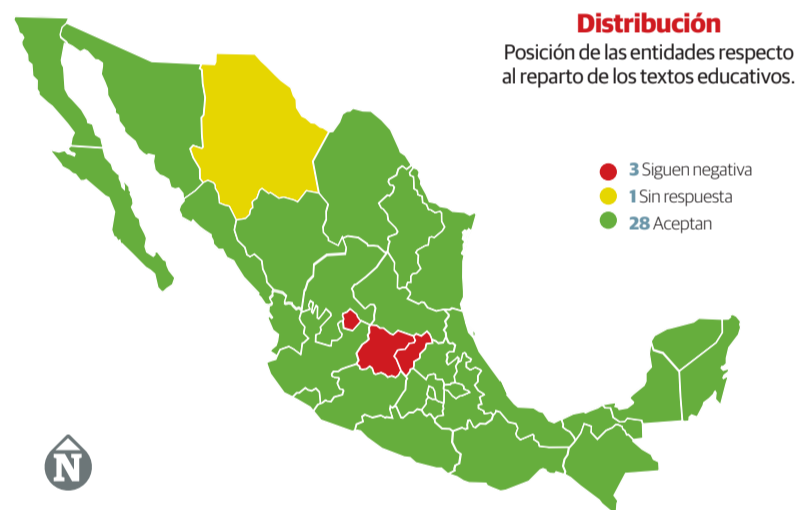 Distribución
Posición de las entidades respecto
al reparto de los textos educativos.
3 Siguen negativa
1 Sin respuesta
28 Aceptan
N